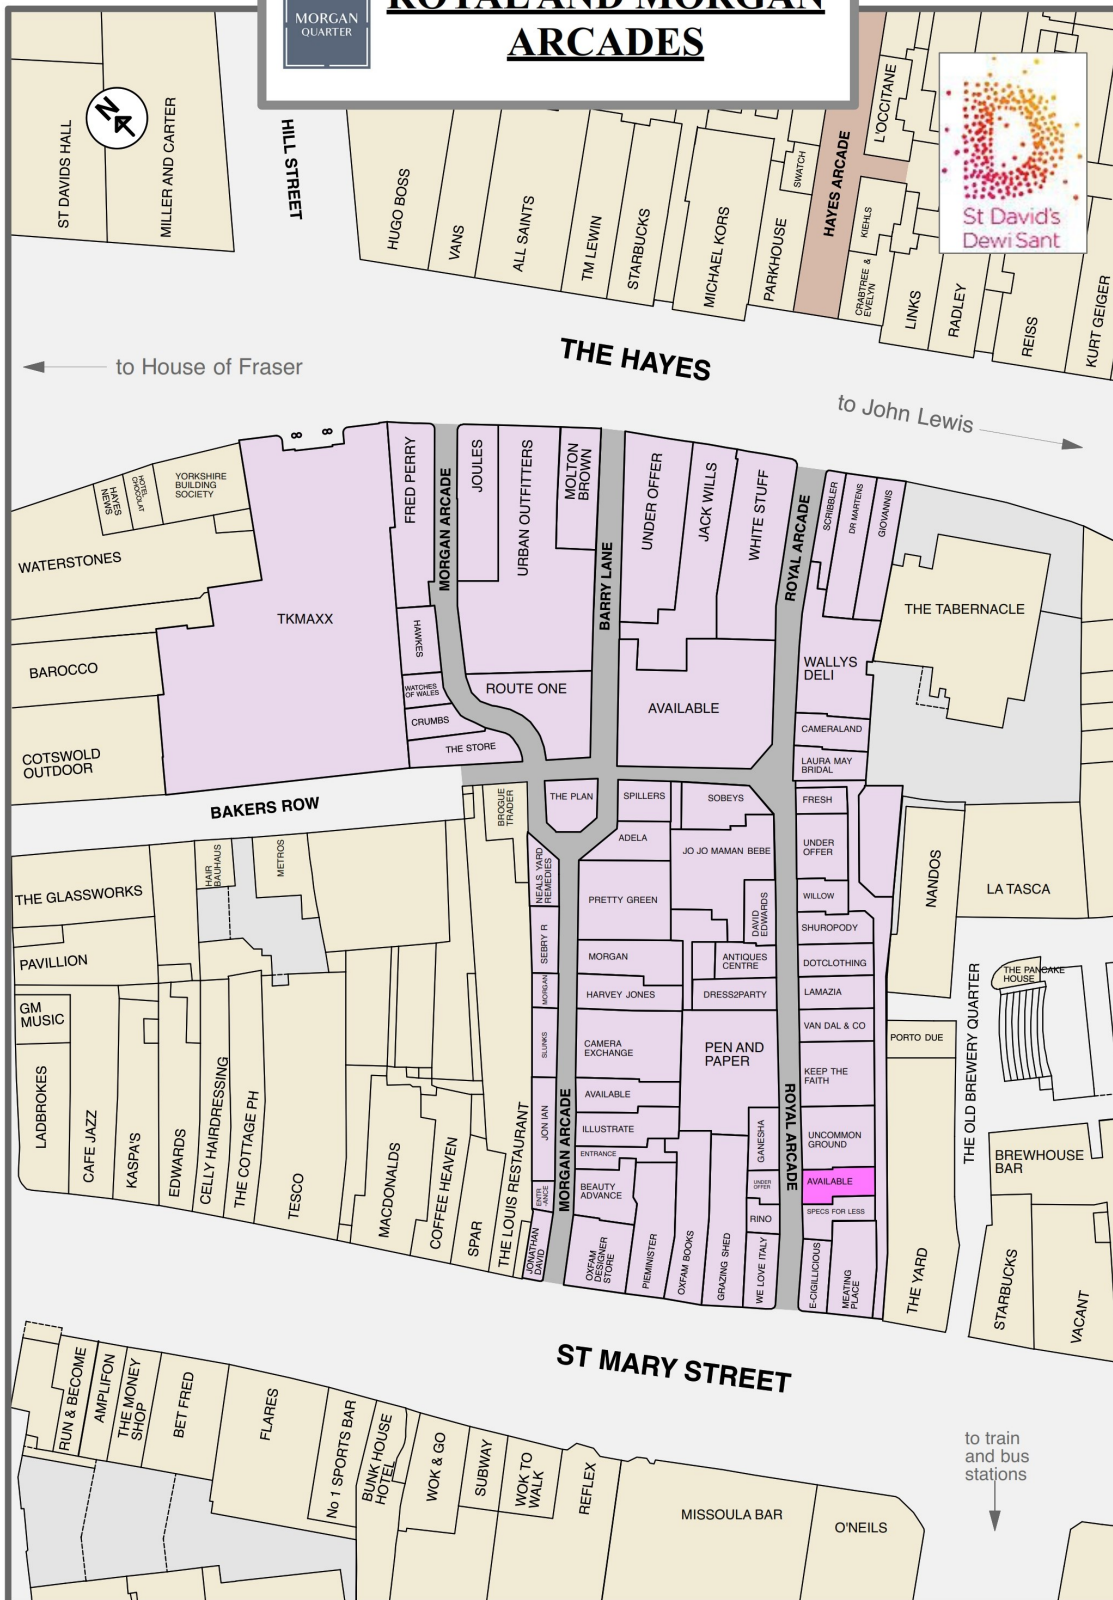 ROYAL AND MORGAN
ARCADES
MORGAN
QUARTER
N
ST DAVIDS HALL
MILLER AND CARTER
HILL STREET
HUGO BOSS
VANS
ALL SAINTS
TM LEWIN
STARBUCKS
MICHAEL KORS
PARKHOUSE
SWATCH
HAYES ARCADE
L'OCCITANE
KIEHLS
CRABTREE &
EVELYN
LINKS
RADLEY
REISS
KURT GEIGER
St David's
Dewi Sant
THE HAYES
to House of Fraser
to John Lewis
HAYES
NEWS
HOTEL
CHOCOLAT
YORKSHIRE
BUILDING
SOCIETY
WATERSTONES
BAROCCO
COTSWOLD
OUTDOOR
TKMAXX
FRED PERRY
MORGAN ARCADE
JOULES
URBAN OUTFITTERS
MOLTON
BROWN
BARRY LANE
UNDER OFFER
JACK WILLS
WHITE STUFF
ROYAL ARCADE
SCRIBBLER
DR MARTENS
GIOVANNIS
THE TABERNACLE
HAWKES
WATCHES
OF WALES
CRUMBS
THE STORE
ROUTE ONE
AVAILABLE
WALLYS
DELI
CAMERALAND
LAURA MAY
BRIDAL
BAKERS ROW
BROGUE
TRADER
THE PLAN
SPILLERS
SOBEYS
FRESH
ADELA
JO JO MAMAN BEBE
UNDER
OFFER
NEALS YARD
REMEDIES
PRETTY GREEN
DAVID
EDWARDS
WILLOW
SHUROPODY
NANDOS
LA TASCA
THE GLASSWORKS
HAIR
BAUHAUS
METROS
PAVILLION
SEBRY R
MORGAN
ANTIQUES
CENTRE
DOTCLOTHING
MORGAN
HARVEY JONES
DRESS2PARTY
LAMAZIA
THE PANCAKE
HOUSE
GM
MUSIC
SLUNKS
CAMERA
EXCHANGE
PEN AND
PAPER
VAN DAL & CO
PORTO DUE
THE OLD BREWERY QUARTER
KEEP THE
FAITH
AVAILABLE
LADBROKES
CAFE JAZZ
KASPA'S
EDWARDS
CELLY HAIRDRESSING
THE COTTAGE PH
TESCO
MACDONALDS
COFFEE HEAVEN
SPAR
THE LOUIS RESTAURANT
JON IAN
MORGAN ARCADE
ILLUSTRATE
GANESHA
ROYAL ARCADE
UNCOMMON
GROUND
BREWHOUSE
BAR
ENTRANCE
ENTR
-ANCE
BEAUTY
ADVANCE
UNDER
OFFER
AVAILABLE
RINO
SPECS FOR LESS
JONATHAN
DAVID
OXFAM
DESIGNER
STORE
PIEMINISTER
OXFAM BOOKS
GRAZING SHED
WE LOVE ITALY
E-CIGILLICIOUS
MEATING
PLACE
THE YARD
STARBUCKS
VACANT
ST MARY STREET
RUN & BECOME
AMPLIFON
THE MONEY
SHOP
BET FRED
FLARES
No 1 SPORTS BAR
BUNK HOUSE
HOTEL
WOK & GO
SUBWAY
WOK TO
WALK
REFLEX
MISSOULA BAR
O'NEILS
to train
and bus
stations